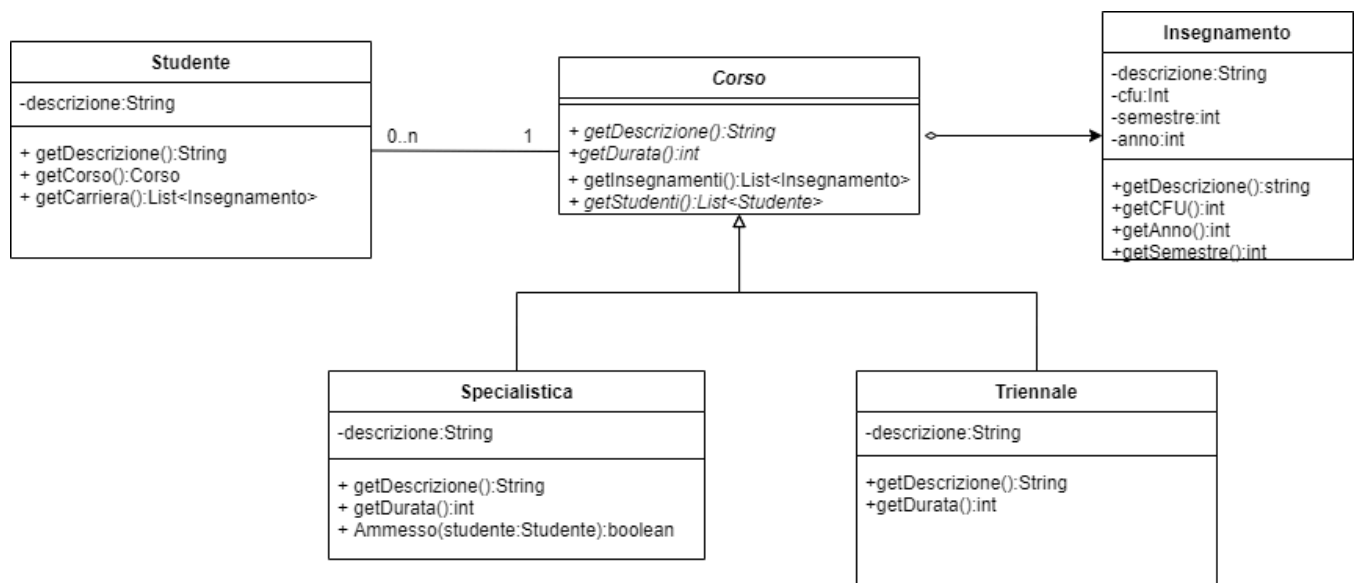 Studente
-descrizione:String
+ getDescrizione():String
+ getCorso():Corso
+ getCarriera():List<Insegnamento>
0..n
1
Corso
+ getDescrizione():String
+getDurata():int
+ getInsegnamenti():List<Insegnamento>
+ getStudenti():List<Studente>
Insegnamento
-descrizione:String
-cfu:Int
-semestre:int
-anno:int
+getDescrizione():string
+getCFU():int
+getAnno():int
+getSemestre():int
Specialistica
-descrizione:String
+ getDescrizione():String
+ getDurata():int
+ Ammesso(studente:Studente):boolean
Triennale
-descrizione:String
+getDescrizione():String
+getDurata():int